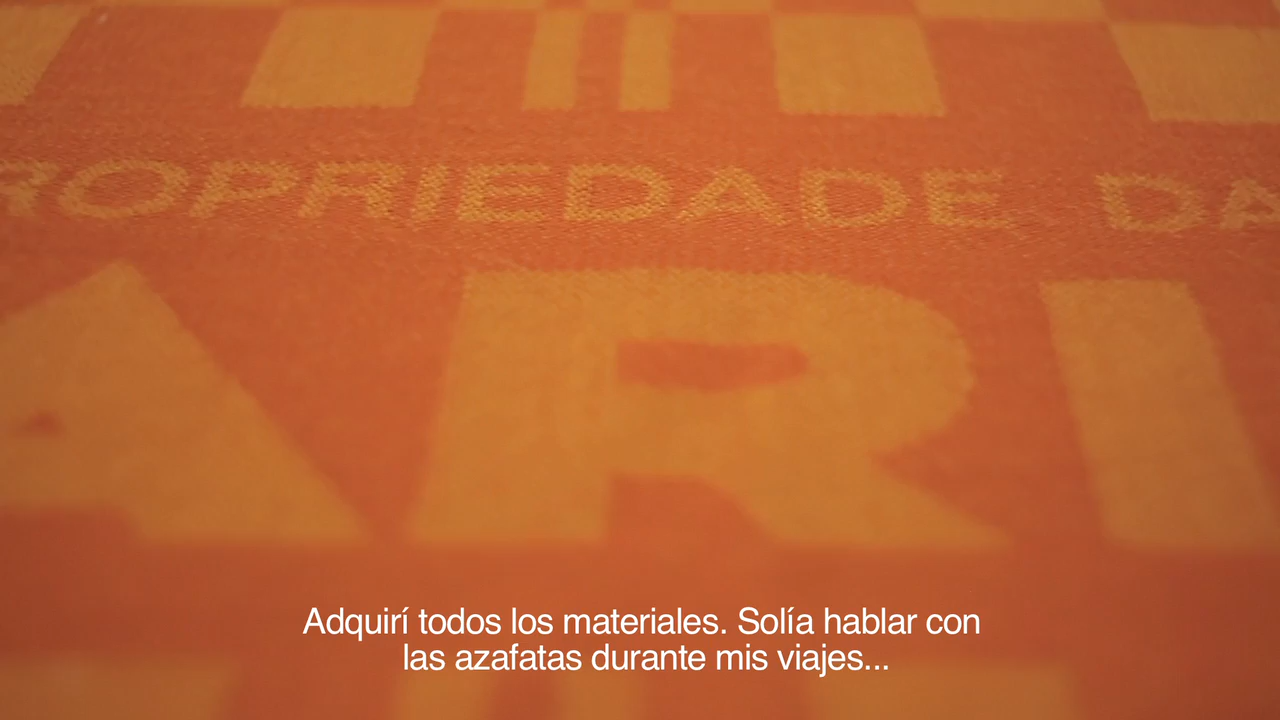 ROPRIEDADE DA
ARI
Adquirí todos los materiales. Solía hablar con
las azafatas durante mis viajes...